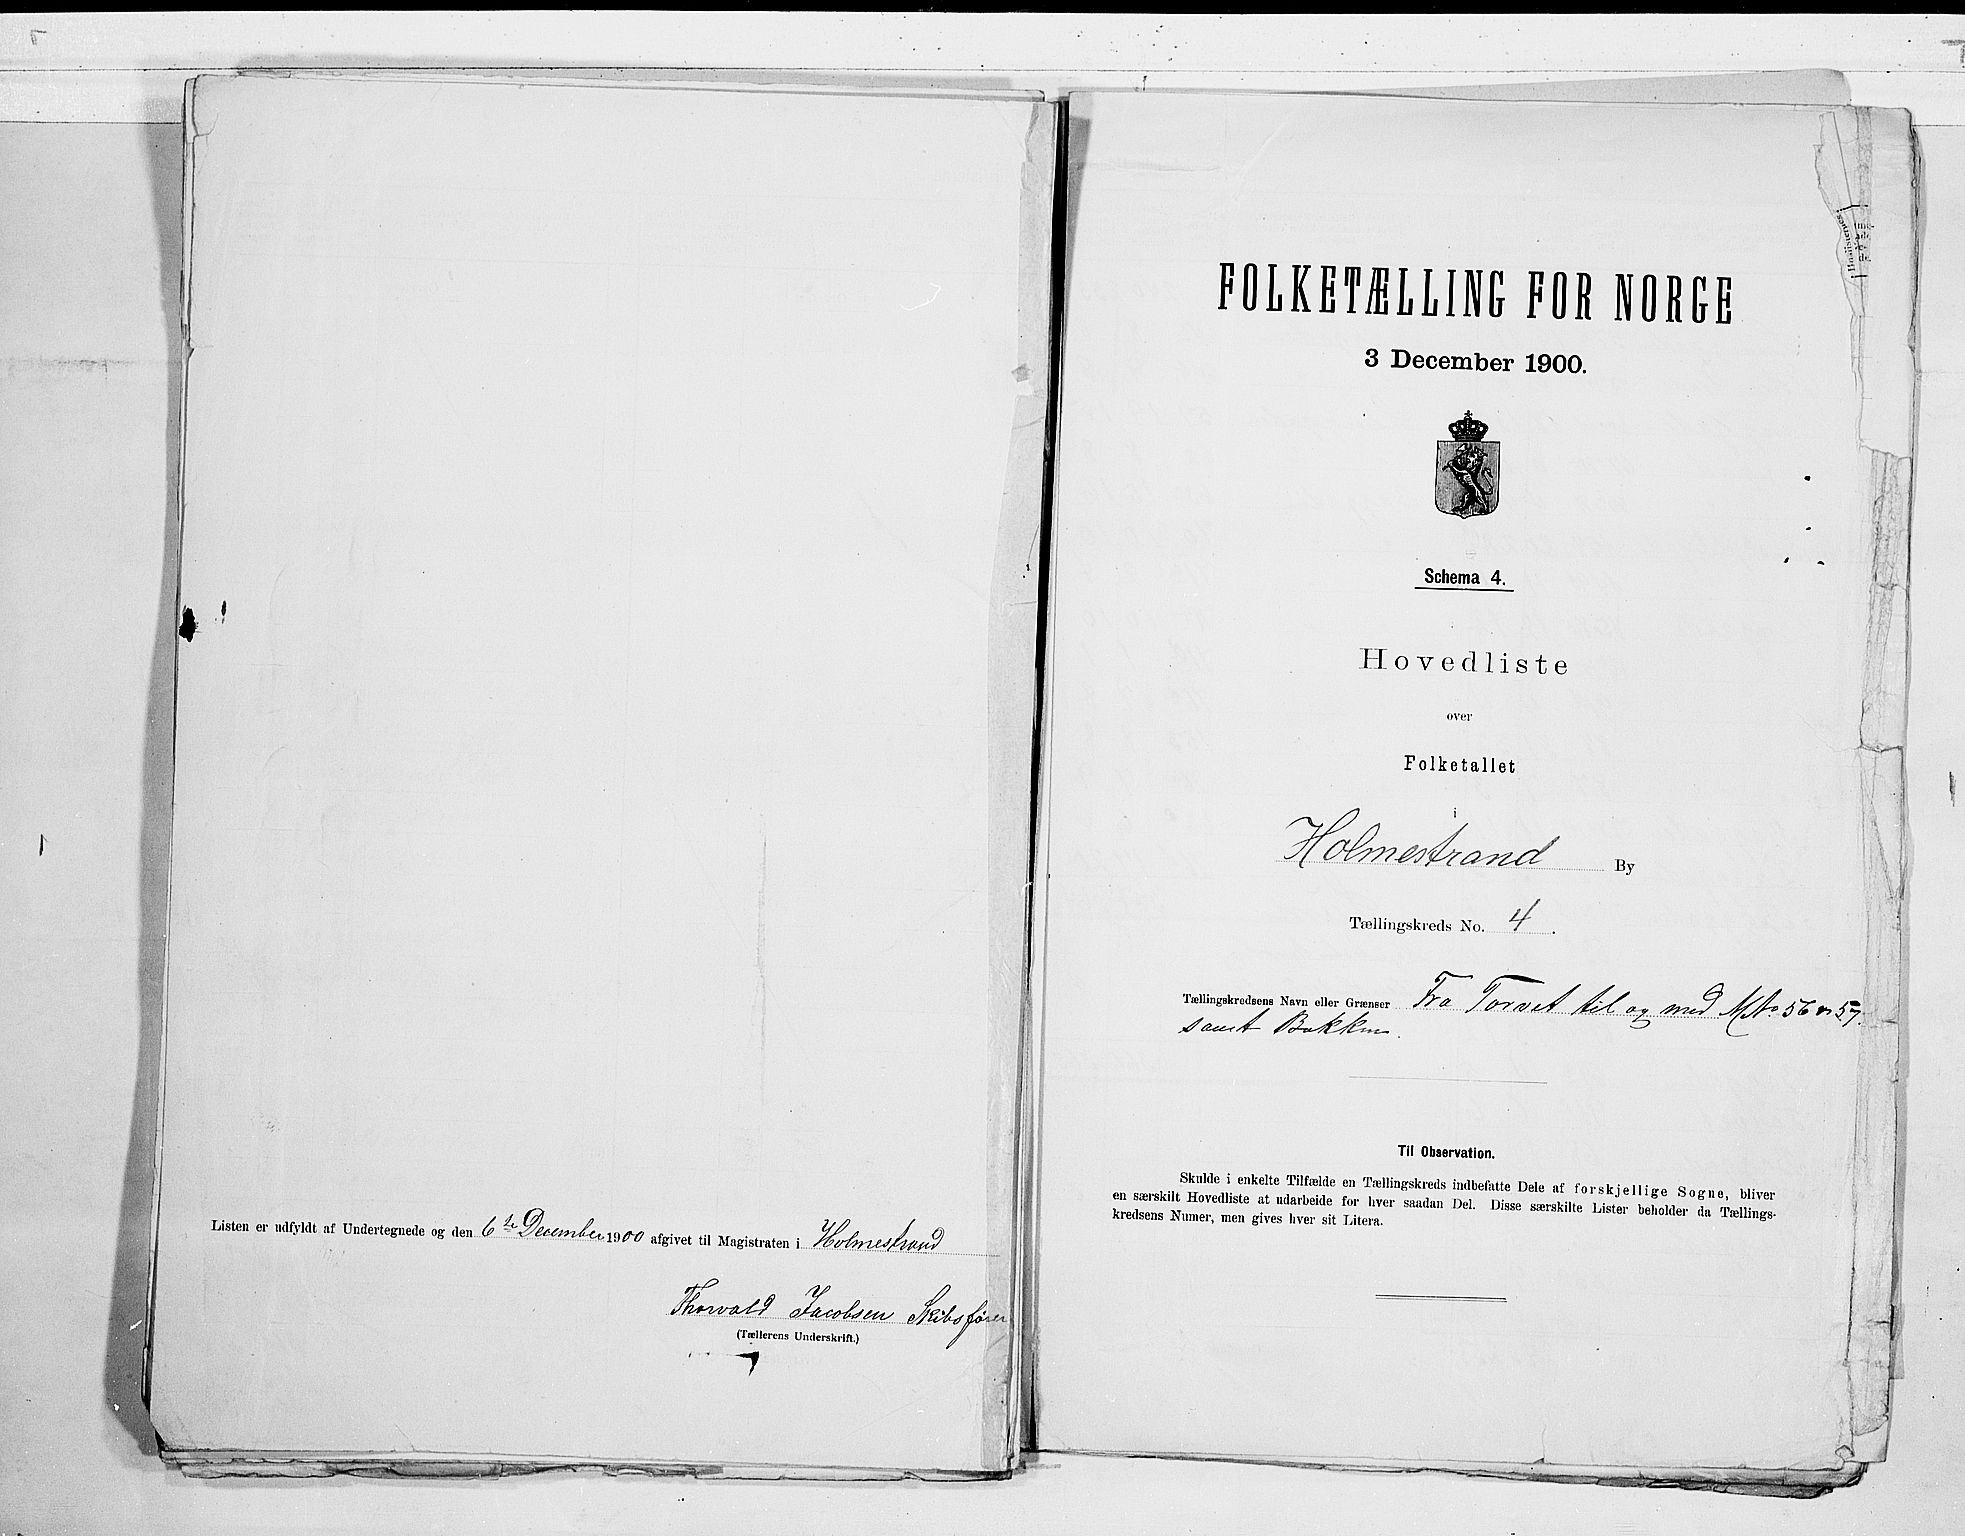 Listen er udfyldt af Undertegnede og den 6te December 1900 afgivet til Magistraten i Holmestrand
Thorvald Jacobsen Skibsfører
(Tællerens Underskrift.)
FOLKETÆLLING FOR NORGE
3 December 1900.
Schema 4.
Hovedliste
over
Folketallet
i
Holmestrand By
Tællingskreds No. 4.
Tællingskredsens Navn eller Grænser Fra Torvet til og med MNo 56 57.
samt Bakken.
Til Observation.
Skulde i enkelte Tilfælde en Tællingskreds indbefatte Dele af forskjellige Sogne, bliver
en særskilt Hovedliste at udarbeide for hver saadan Del. Disse særskilte Lister beholder da Tællings-
kredsens Numer, men gives hver sit Litera.